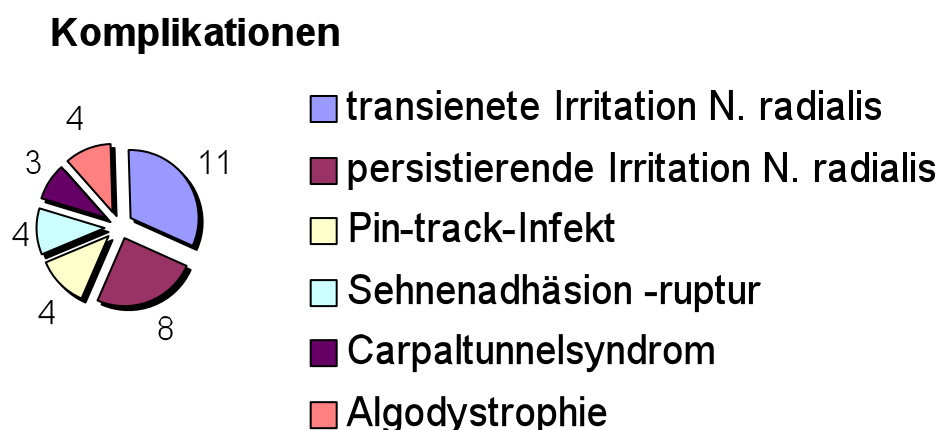 Komplikationen
4
3
11
4
4
8
transienete Irritation N. radialis
persistierende Irritation N. radialis
Pin-track-Infekt
Sehnenadhäsion -ruptur
Carpaltunnelsyndrom
Algodystrophie